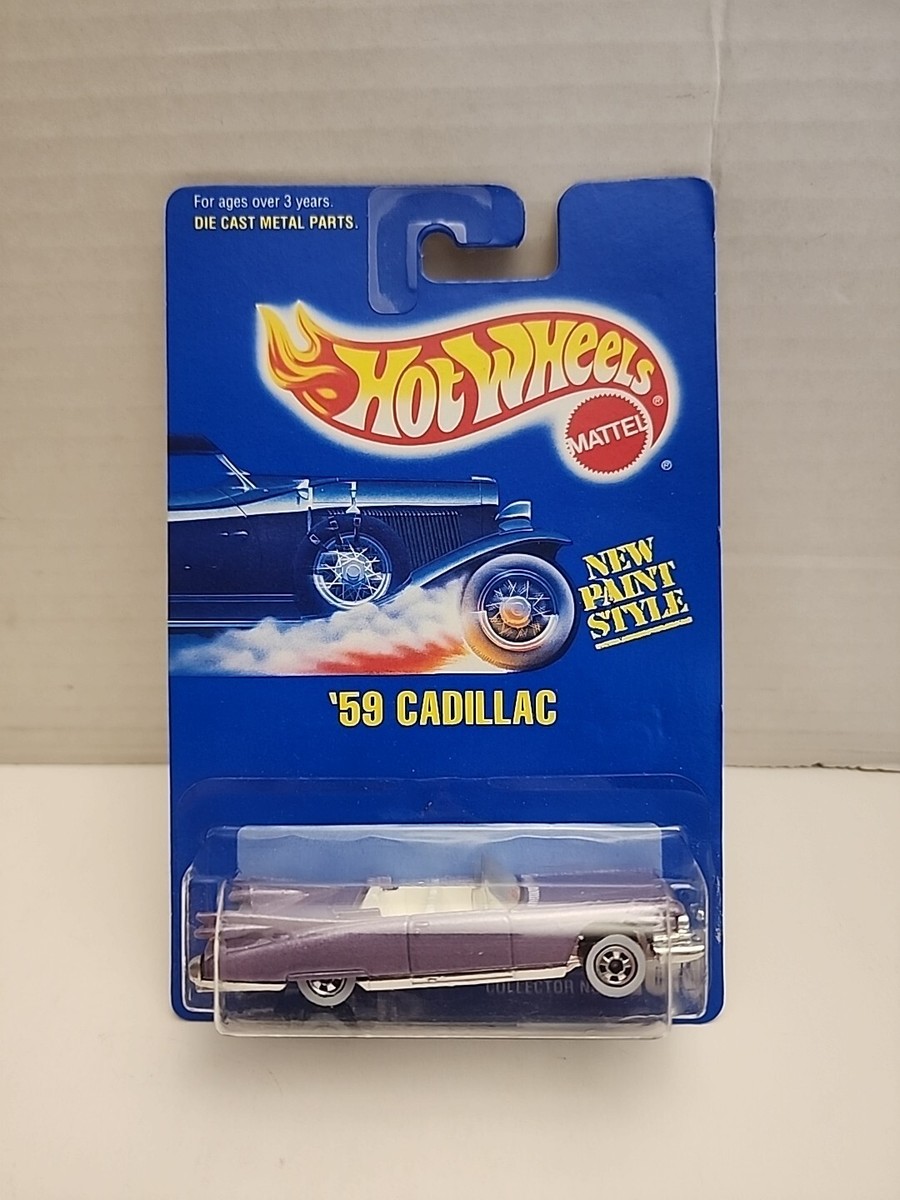 For ages over 3 years.
DIE CAST METAL PARTS.
HOT WHEELS®
MATTEL
®
NEW
PAINT
STYLE
'59 CADILLAC
COLLECTOR